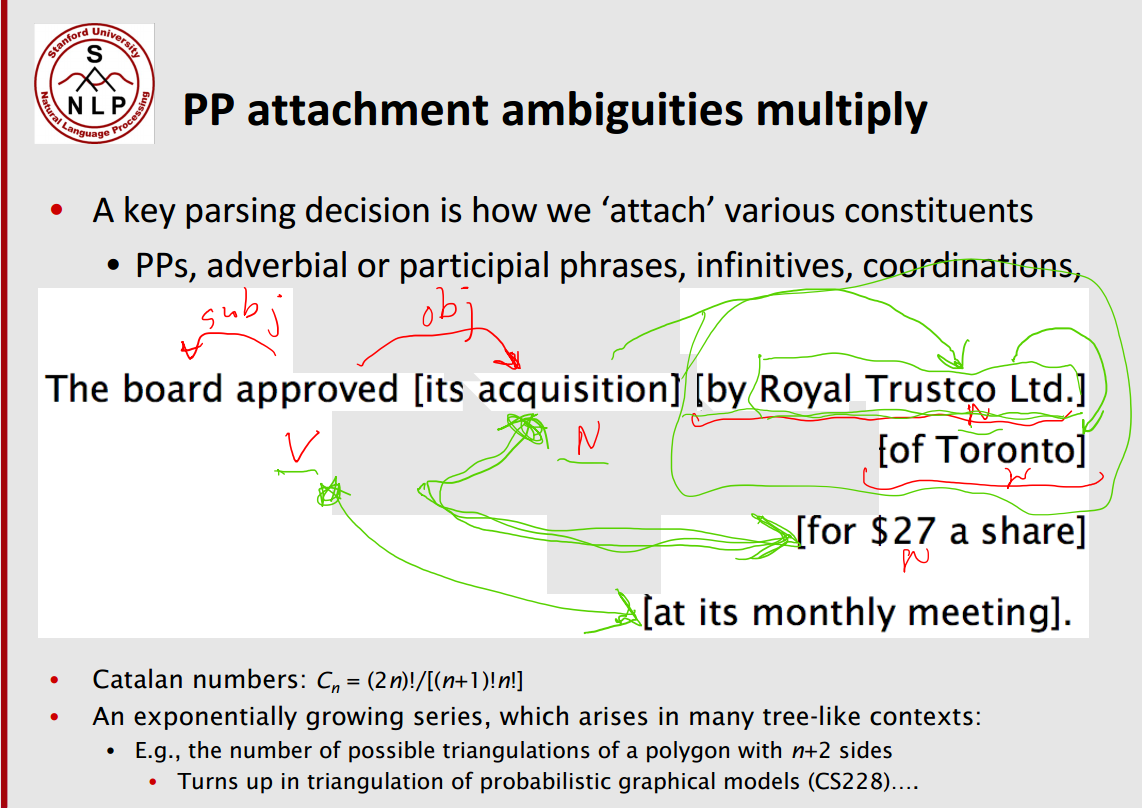 Stanford University
S
NLP
Natural Language Processing
PP attachment ambiguities multiply
• A key parsing decision is how we ‘attach’ various constituents
• PPs, adverbial or participial phrases, infinitives, coordinations,
subj obj
The board approved [its acquisition] [by Royal Trustco Ltd.]
V N N
[of Toronto]
N
[for $27 a share]
N
[at its monthly meeting].
• Catalan numbers: Cn = (2n)!/[(n+1)!n!]
• An exponentially growing series, which arises in many tree-like contexts:
• E.g., the number of possible triangulations of a polygon with n+2 sides
• Turns up in triangulation of probabilistic graphical models (CS228)….